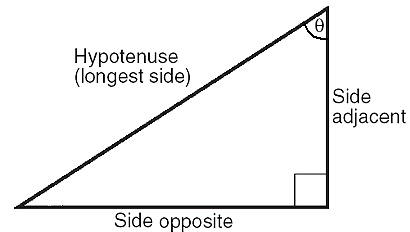 θ
Hypotenuse
(longest side)
Side
adjacent
Side opposite